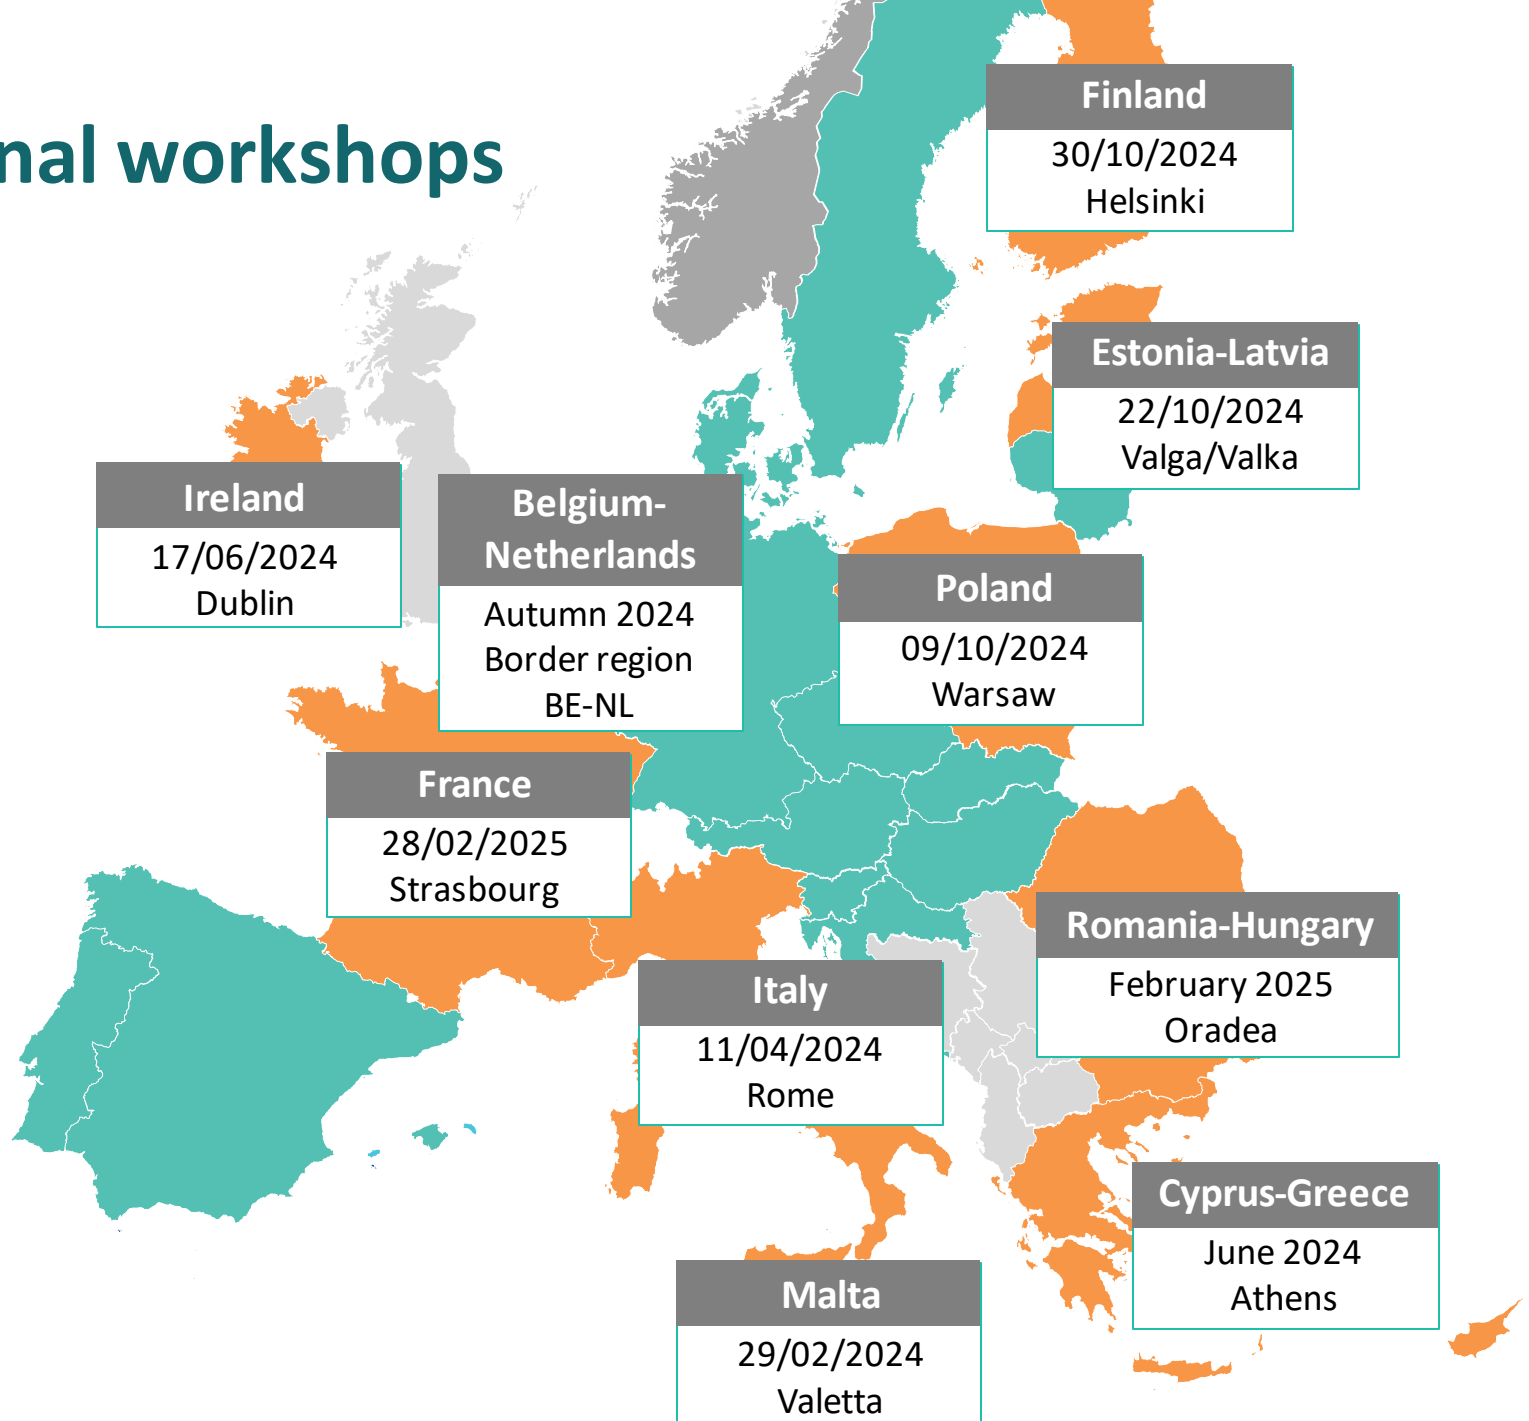 nal workshops
Finland
30/10/2024
Helsinki
Estonia-Latvia
22/10/2024
Valga/Valka
Ireland
17/06/2024
Dublin
Belgium-
Netherlands
Autumn 2024
Border region
BE-NL
Poland
09/10/2024
Warsaw
France
28/02/2025
Strasbourg
Romania-Hungary
February 2025
Oradea
Italy
11/04/2024
Rome
Cyprus-Greece
June 2024
Athens
Malta
29/02/2024
Valetta